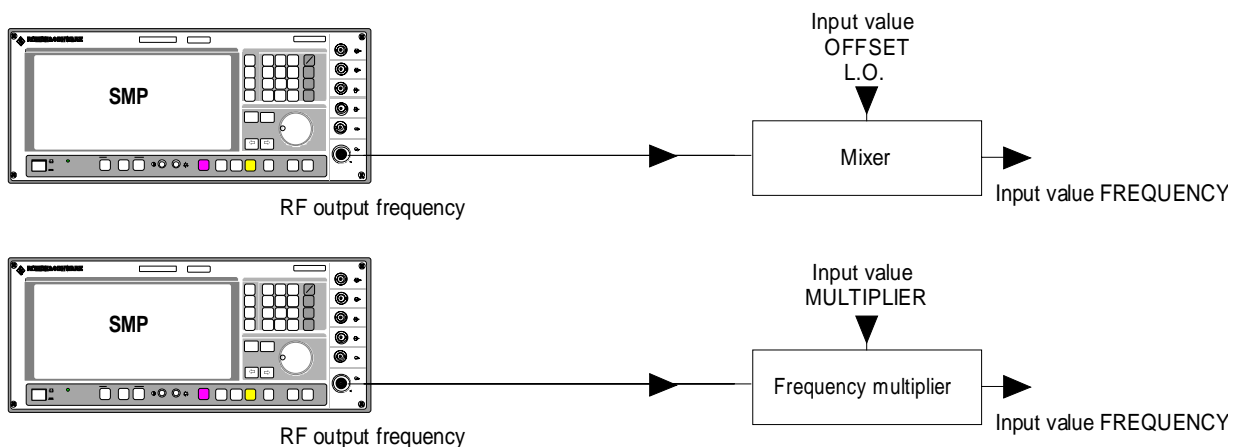 Input value
OFFSET
L.O.
SMP
Mixer
Input value FREQUENCY
RF output frequency
Input value
MULTIPLIER
SMP
Frequency multiplier
Input value FREQUENCY
RF output frequency